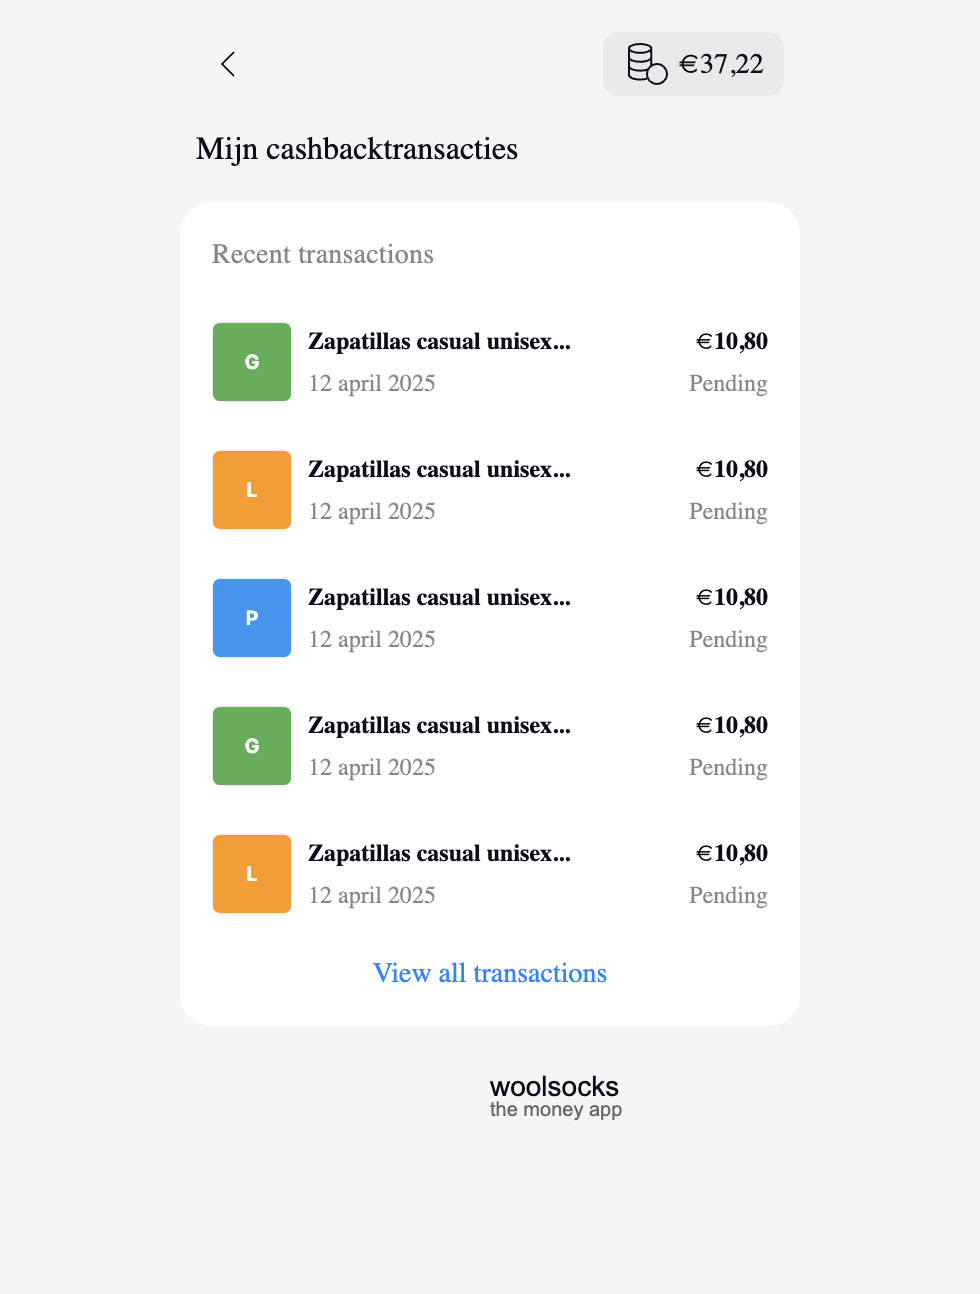 €37,22
Mijn cashbacktransacties
Recent transactions
G
Zapatillas casual unisex...
€10,80
12 april 2025
Pending
L
Zapatillas casual unisex...
€10,80
12 april 2025
Pending
P
Zapatillas casual unisex...
€10,80
12 april 2025
Pending
G
Zapatillas casual unisex...
€10,80
12 april 2025
Pending
L
Zapatillas casual unisex...
€10,80
12 april 2025
Pending
View all transactions
woolsocks
the money app